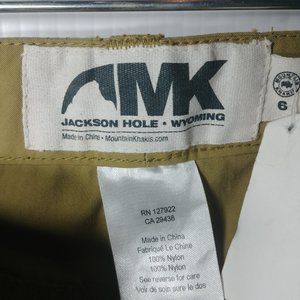 MK
JACKSON HOLE • WYOMING
Made in China • MountainKhakis.com
6
RN 127922
CA 29438
Made in China
Fabriqué Le Chine
100% Nylon
100% Nylon
See reverse for care
Voir de soin sur le dos